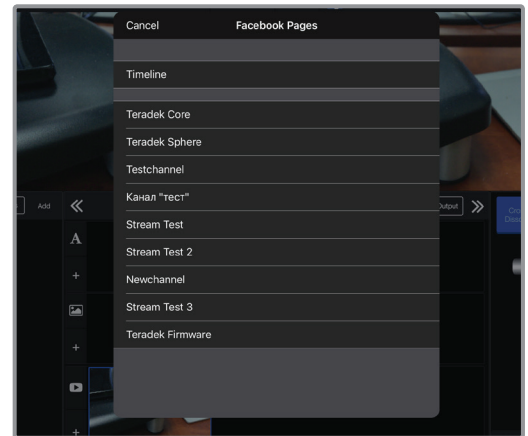 Cancel
Facebook Pages
Timeline
Teradek Core
Teradek Sphere
Testchannel
Канал "тест"
Stream Test
Stream Test 2
Newchannel
Stream Test 3
Teradek Firmware
Add
Output
A